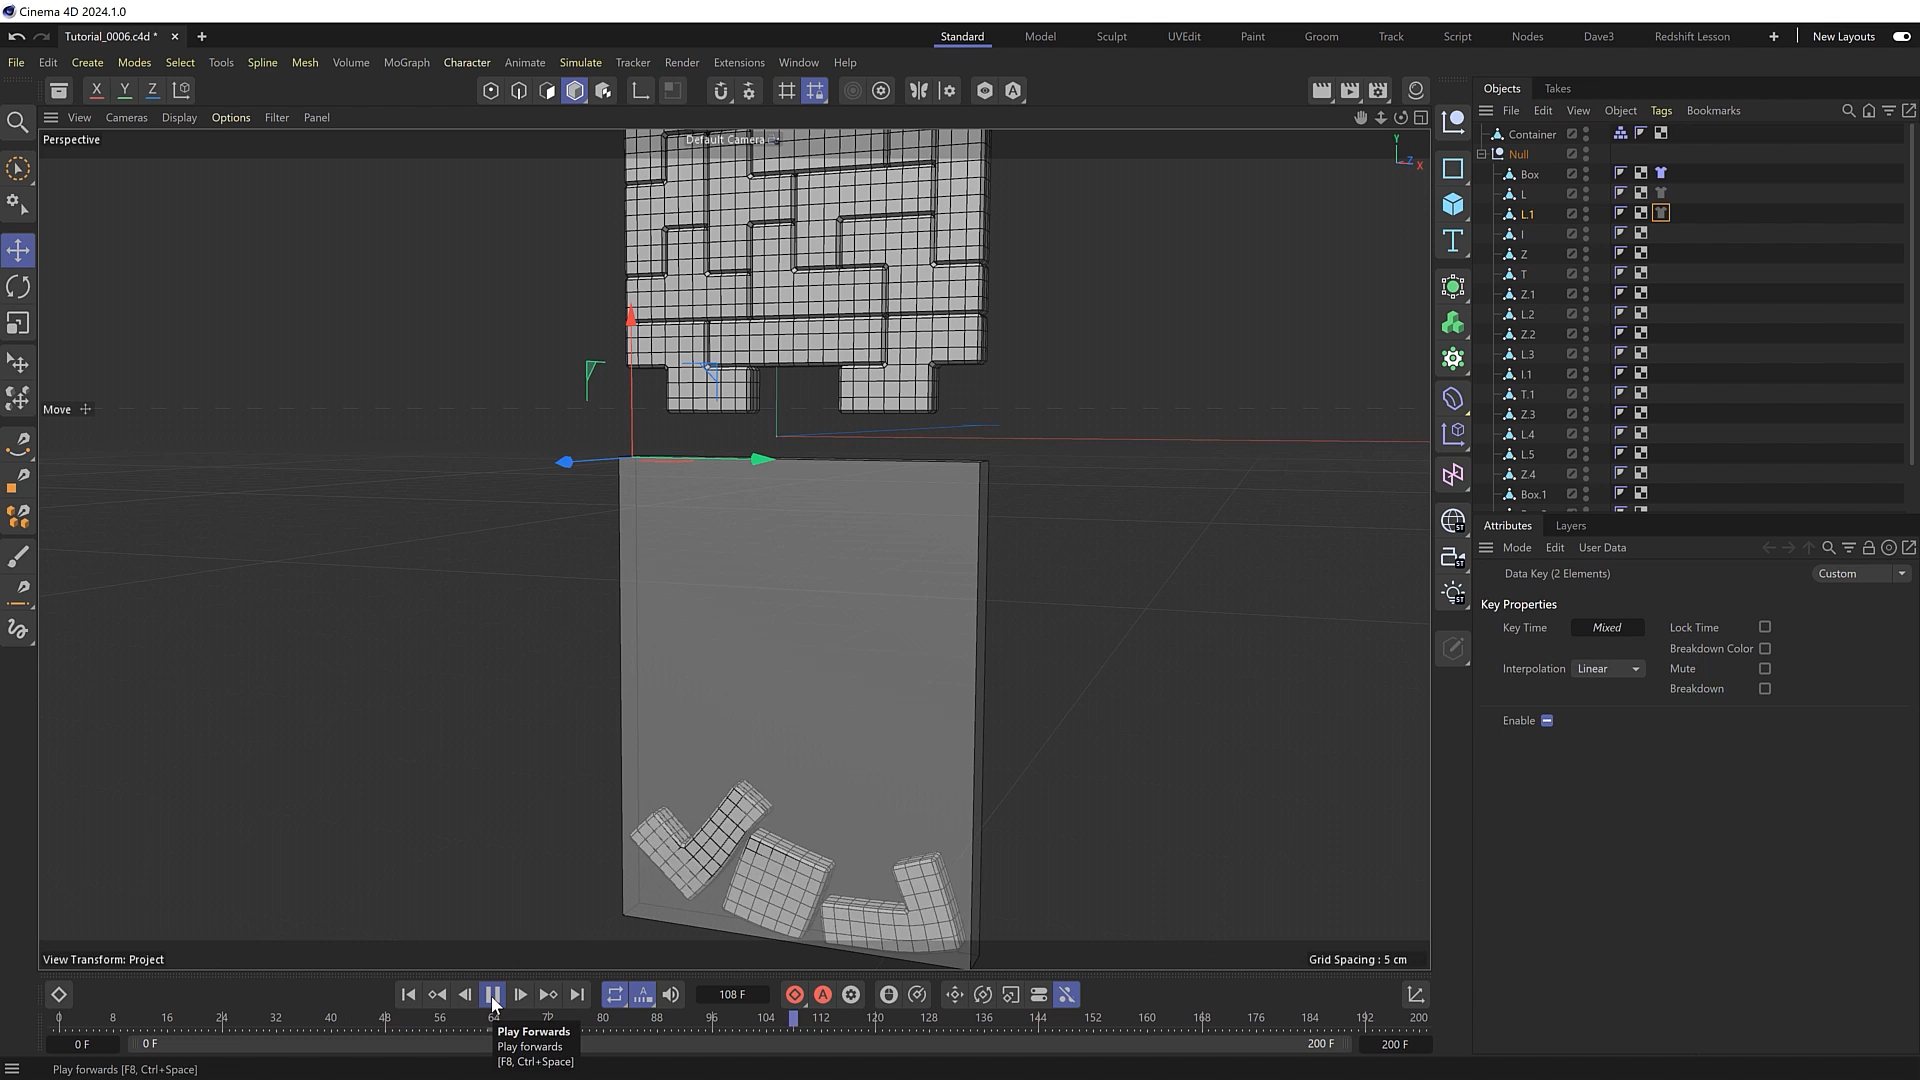 Cinema 4D 2024.1.0
Tutorial_0006.c4d *
Standard Model Sculpt UVEdit Paint Groom Track Script Nodes Dave3 Redshift Lesson New Layouts
File Edit Create Modes Select Tools Spline Mesh Volume MoGraph Character Animate Simulate Tracker Render Extensions Window Help
X Y Z
View Cameras Display Options Filter Panel
Perspective
Default Camera
Y
Z
X
Move
View Transform: Project
Grid Spacing : 5 cm
Objects Takes
File Edit View Object Tags Bookmarks
Container
Null
Box
L
L.1
I
Z
T
Z.1
L.2
Z.2
L.3
I.1
T.1
Z.3
L.4
L.5
Z.4
Box.1
Attributes Layers
Mode Edit User Data
Data Key (2 Elements)
Custom
Key Properties
Key Time Mixed Lock Time
Breakdown Color
Interpolation Linear Mute
Breakdown
Enable
108 F
0 8 16 24 32 40 48 56 64 72 80 88 96 104 112 120 128 136 144 152 160 168 176 184 192 200
0 F 0 F 200 F 200 F
Play Forwards
Play forwards
[F8, Ctrl+Space]
Play forwards [F8, Ctrl+Space]